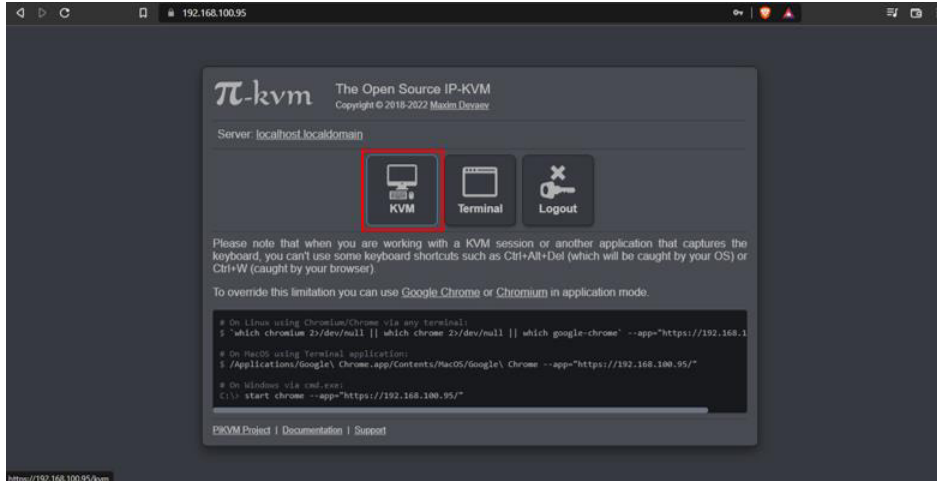 192.168.100.95
π-kvm
The Open Source IP-KVM
Copyright © 2018-2022 Maxim Devaev
Server: localhost.localdomain
KVM
Terminal
Logout
Please note that when you are working with a KVM session or another application that captures the
keyboard, you can't use some keyboard shortcuts such as Ctrl+Alt+Del (which will be caught by your OS) or
Ctrl+W (caught by your browser).
To override this limitation you can use Google Chrome or Chromium in application mode.
# On Linux using Chromium/Chrome via any terminal:
$ `which chromium 2>/dev/null || which chrome 2>/dev/null || which google-chrome` --app="https://192.168.1
# On MacOS using Terminal application:
$ /Applications/Google\ Chrome.app/Contents/MacOS/Google\ Chrome --app="https://192.168.100.95/"
# On Windows via cmd.exe:
C:\> start chrome --app="https://192.168.100.95/"
PiKVM Project | Documentation | Support
https://192.168.100.95/kvm